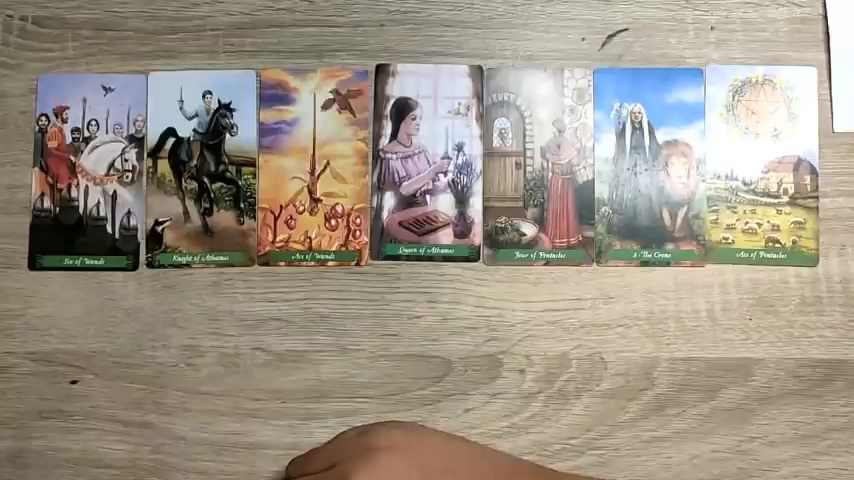 Six of Wands
Knight of Athames
Ace of Wands
Queen of Athames
Four of Pentacles
8 · The Crone
Ace of Pentacles